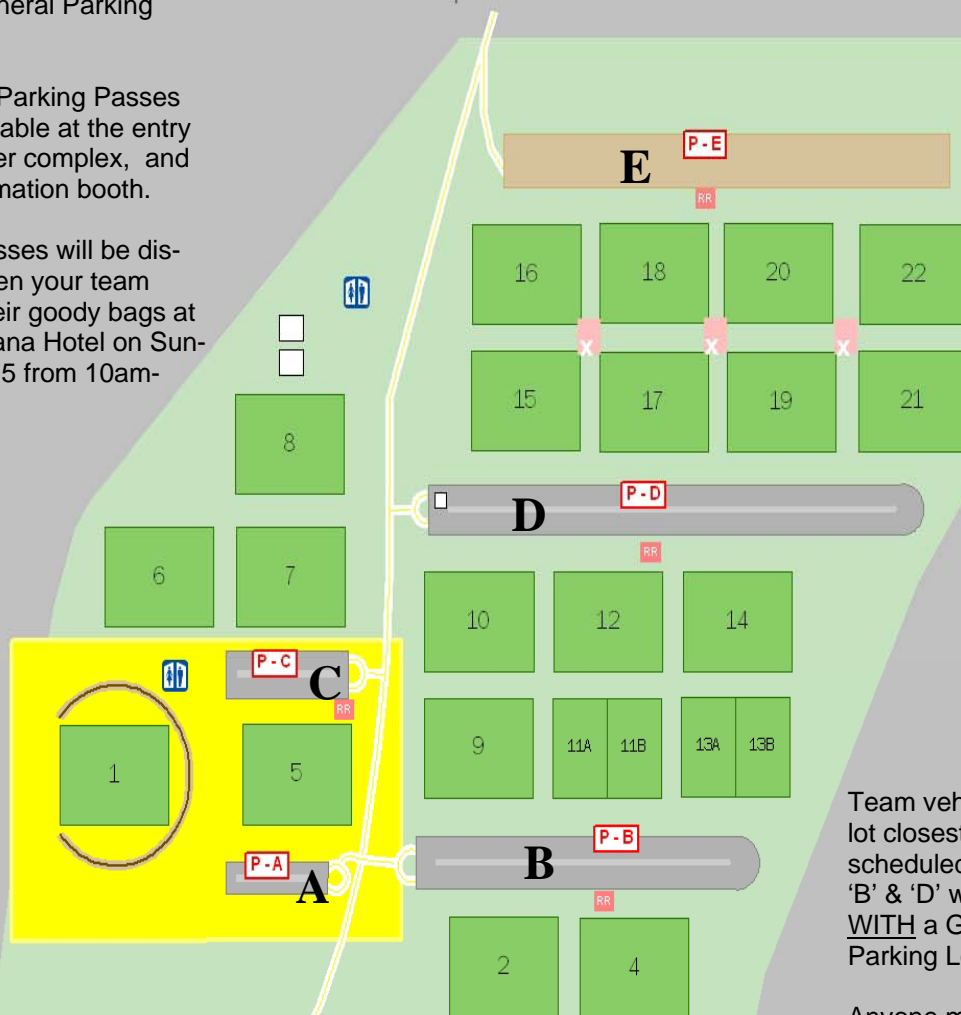 neral Parking
Parking Passes
able at the entry
er complex, and
mation booth.
sses will be dis-
en your team
eir goody bags at
ana Hotel on Sun-
5 from 10am-
P-E
E
RR
16 18 20 22
X X X
15 17 19 21
8
P-D
D
RR
6 7
10 12 14
P-C
C
RR
1 5
9 11A 11B 13A 13B
P-A
A
P-B
B
RR
2 4
Team veh
lot closest
scheduled
‘B’ & ‘D’ w
WITH a G
Parking L